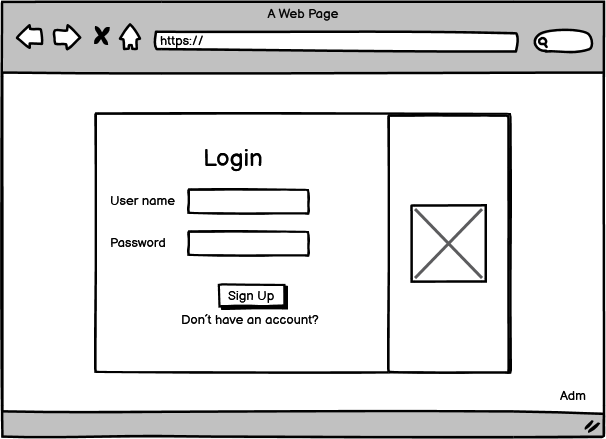 A Web Page
https://
Login
User name
Password
Sign Up
Don´t have an account?
Adm